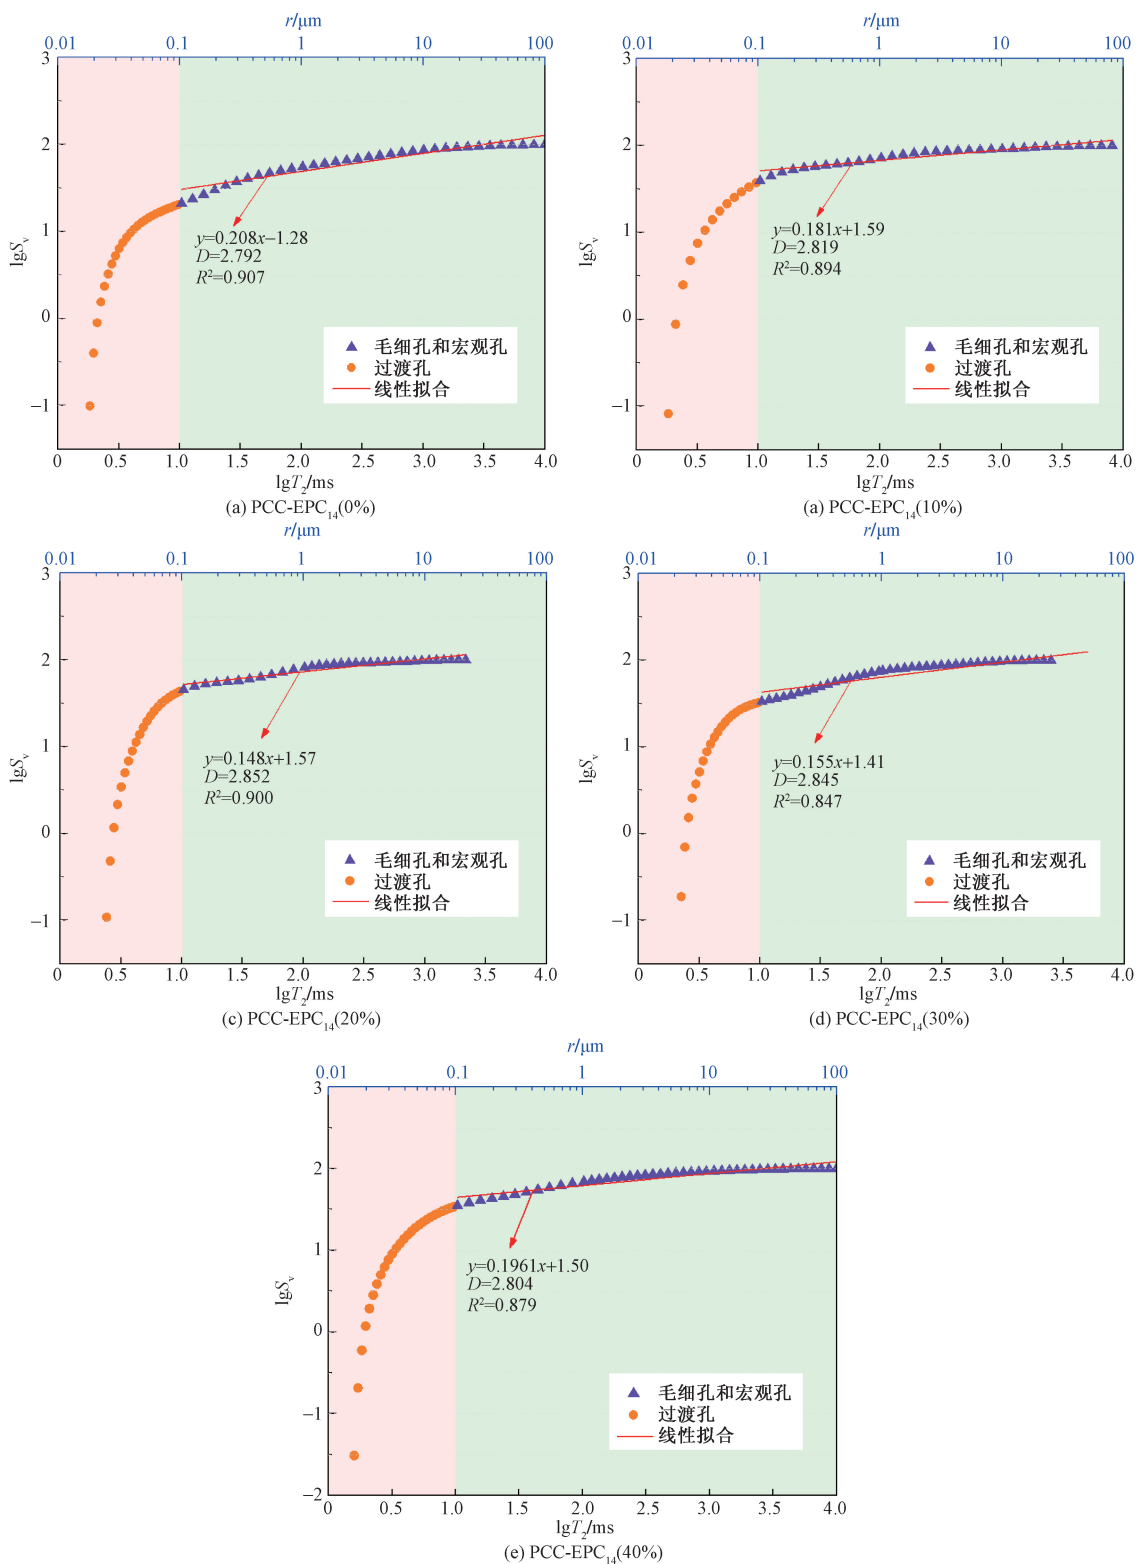 r/μm
0.01 0.1 1 10 100
3
2
1
0
−1
lgSᵥ
y=0.208x−1.28
D=2.792
R²=0.907
毛细孔和宏观孔
过渡孔
线性拟合
0 0.5 1.0 1.5 2.0 2.5 3.0 3.5 4.0
lgT₂/ms
(a) PCC-EPC₁₄(0%)
r/μm
0.01 0.1 1 10 100
3
2
1
0
−1
lgSᵥ
y=0.181x+1.59
D=2.819
R²=0.894
毛细孔和宏观孔
过渡孔
线性拟合
0 0.5 1.0 1.5 2.0 2.5 3.0 3.5 4.0
lgT₂/ms
(a) PCC-EPC₁₄(10%)
r/μm
0.01 0.1 1 10 100
3
2
1
0
−1
lgSᵥ
y=0.148x+1.57
D=2.852
R²=0.900
毛细孔和宏观孔
过渡孔
线性拟合
0 0.5 1.0 1.5 2.0 2.5 3.0 3.5 4.0
lgT₂/ms
(c) PCC-EPC₁₄(20%)
r/μm
0.01 0.1 1 10 100
3
2
1
0
−1
lgSᵥ
y=0.155x+1.41
D=2.845
R²=0.847
毛细孔和宏观孔
过渡孔
线性拟合
0 0.5 1.0 1.5 2.0 2.5 3.0 3.5 4.0
lgT₂/ms
(d) PCC-EPC₁₄(30%)
r/μm
0.01 0.1 1 10 100
3
2
1
0
−1
−2
lgSᵥ
y=0.1961x+1.50
D=2.804
R²=0.879
毛细孔和宏观孔
过渡孔
线性拟合
0 0.5 1.0 1.5 2.0 2.5 3.0 3.5 4.0
lgT₂/ms
(e) PCC-EPC₁₄(40%)